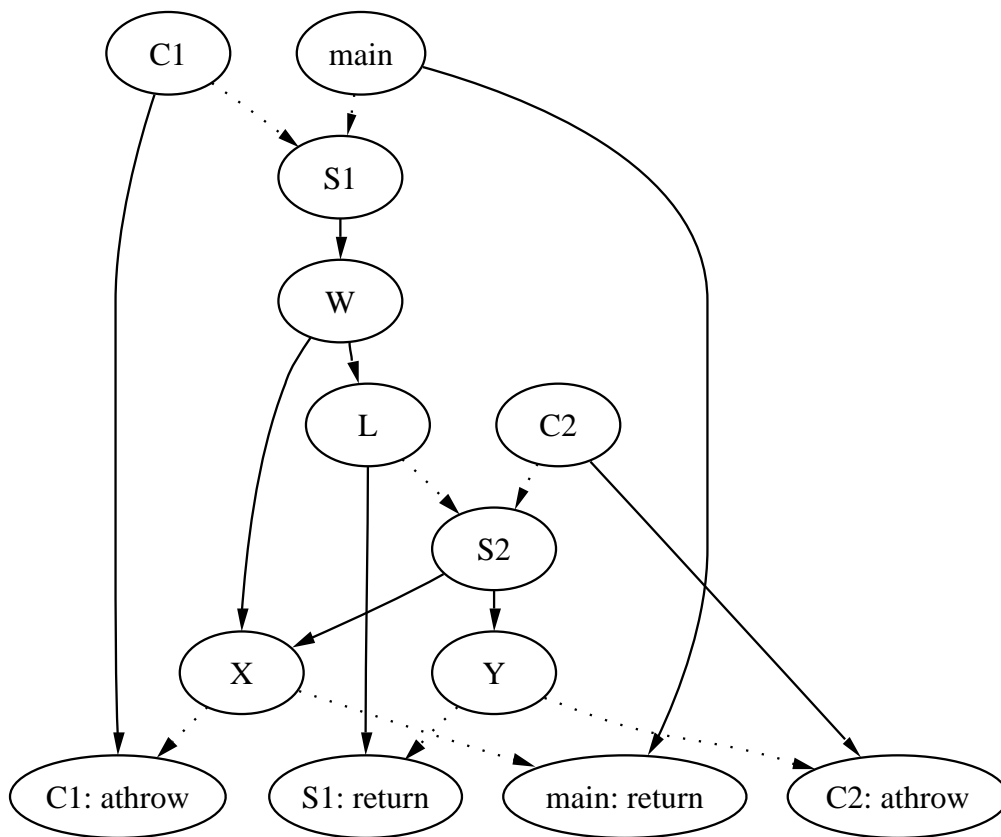 C1
main
S1
W
L
C2
S2
X
Y
C1: athrow
S1: return
main: return
C2: athrow